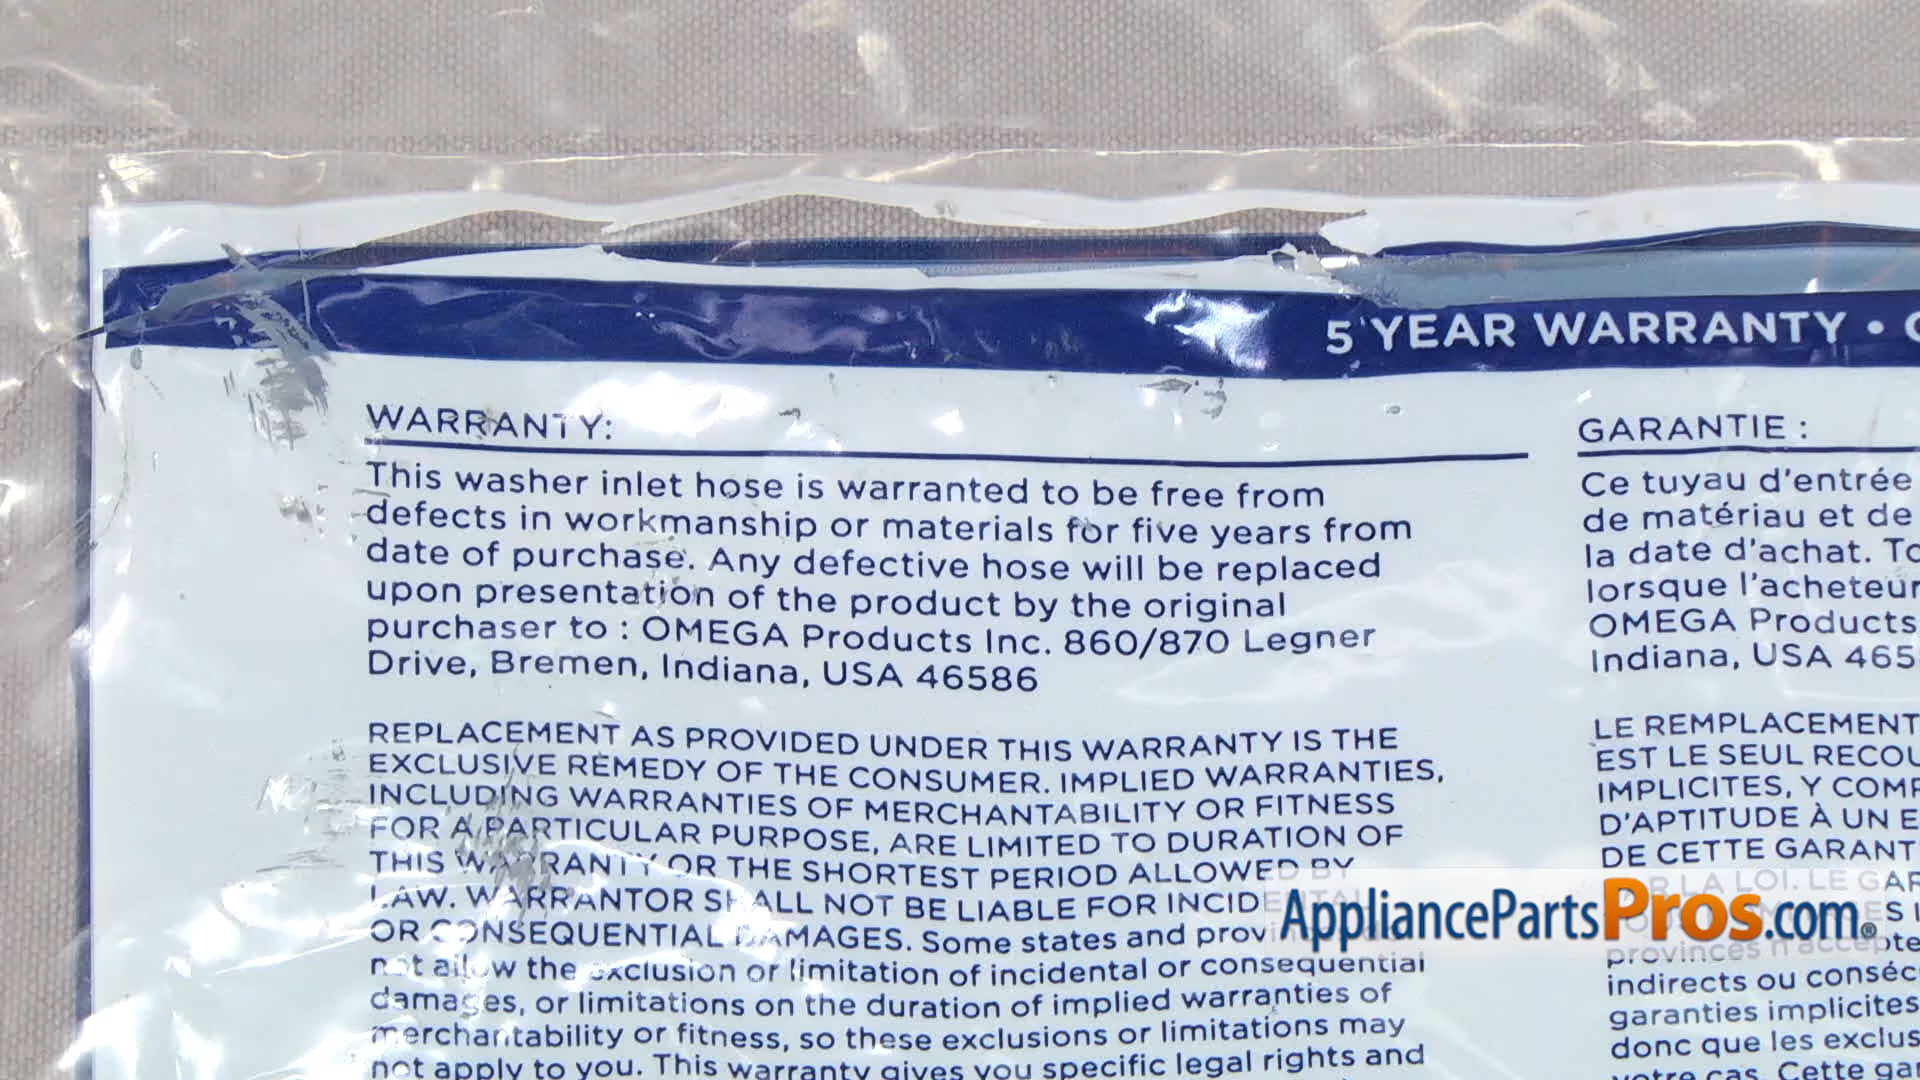 5 YEAR WARRANTY •
WARRANTY:
This washer inlet hose is warranted to be free from
defects in workmanship or materials for five years from
date of purchase. Any defective hose will be replaced
upon presentation of the product by the original
purchaser to : OMEGA Products Inc. 860/870 Legner
Drive, Bremen, Indiana, USA 46586
REPLACEMENT AS PROVIDED UNDER THIS WARRANTY IS THE
EXCLUSIVE REMEDY OF THE CONSUMER. IMPLIED WARRANTIES,
INCLUDING WARRANTIES OF MERCHANTABILITY OR FITNESS
FOR A PARTICULAR PURPOSE, ARE LIMITED TO DURATION OF
THIS WARRANTY OR THE SHORTEST PERIOD ALLOWED BY
LAW. WARRANTOR SHALL NOT BE LIABLE FOR INCIDENTAL
OR CONSEQUENTIAL DAMAGES. Some states and
not allow the exclusion or limitation of incidental or consequential
damages, or limitations on the duration of implied warranties of
merchantability or fitness, so these exclusions or limitations may
not apply to you. This warranty gives you specific legal rights and
GARANTIE :
Ce tuyau d'entrée
de matériau et de
la date d'achat.
lorsque l'acheteur
OMEGA Products
Indiana, USA
LE REMPLACEMENT
EST LE SEUL
IMPLICITES, Y
D'APTITUDE À UN
DE CETTE
LA LOI. LE
provinces
indirects ou
garanties implicites
donc que les
votre cas. Cette
AppliancePartsPros.com®